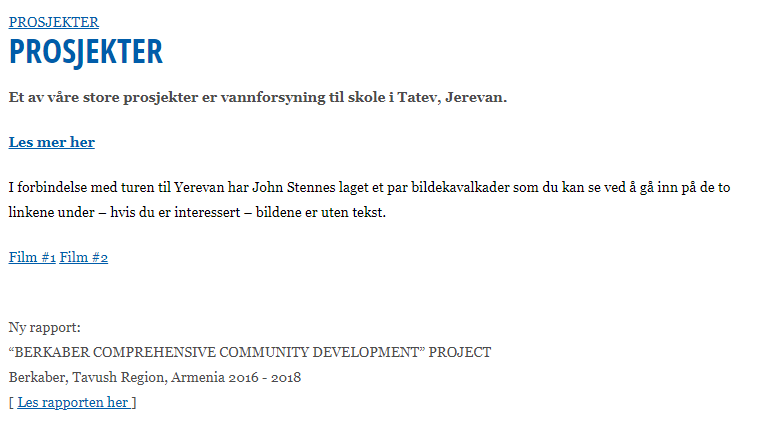 PROSJEKTER
PROSJEKTER
Et av våre store prosjekter er vannforsyning til skole i Tatev, Jerevan.
Les mer her
I forbindelse med turen til Yerevan har John Stennes laget et par bildekavalkader som du kan se ved å gå inn på de to
linkene under – hvis du er interessert – bildene er uten tekst.
Film #1 Film #2
Ny rapport:
“BERKABER COMPREHENSIVE COMMUNITY DEVELOPMENT” PROJECT
Berkaber, Tavush Region, Armenia 2016 - 2018
[ Les rapporten her ]